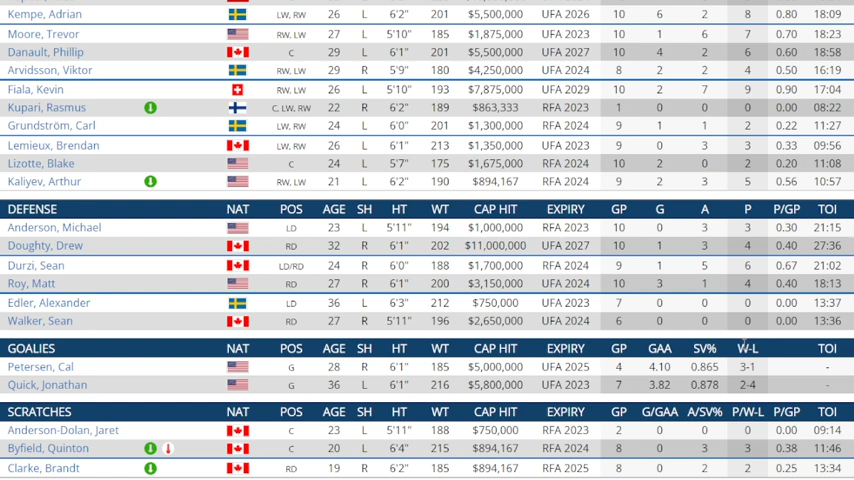 Kempe, Adrian LW, RW 26 L 6'2" 201 $5,500,000 UFA 2026 10 6 2 8 0.80 18:09
Moore, Trevor RW, LW 27 L 5'10" 185 $1,875,000 UFA 2023 10 1 6 7 0.70 18:23
Danault, Phillip C 29 L 6'1" 201 $5,500,000 UFA 2027 10 4 2 6 0.60 18:58
Arvidsson, Viktor RW, LW 29 R 5'9" 180 $4,250,000 UFA 2024 8 2 2 4 0.50 16:19
Fiala, Kevin RW, LW 26 L 5'10" 193 $7,875,000 UFA 2029 10 2 7 9 0.90 17:04
Kupari, Rasmus C, LW, RW 22 R 6'2" 189 $863,333 RFA 2023 1 0 0 0 0.00 08:22
Grundström, Carl LW, RW 24 L 6'0" 201 $1,300,000 RFA 2024 9 1 1 2 0.22 11:27
Lemieux, Brendan LW, RW 26 L 6'1" 213 $1,350,000 UFA 2023 9 0 3 3 0.33 09:56
Lizotte, Blake C 24 L 5'7" 175 $1,675,000 RFA 2024 10 2 0 2 0.20 11:08
Kaliyev, Arthur RW, LW 21 L 6'2" 190 $894,167 RFA 2024 9 2 3 5 0.56 10:57
DEFENSE NAT POS AGE SH HT WT CAP HIT EXPIRY GP G A P P/GP TOI
Anderson, Michael LD 23 L 5'11" 194 $1,000,000 RFA 2023 10 0 3 3 0.30 21:15
Doughty, Drew RD 32 R 6'1" 202 $11,000,000 UFA 2027 10 1 3 4 0.40 27:36
Durzi, Sean LD/RD 24 R 6'0" 188 $1,700,000 RFA 2024 9 1 5 6 0.67 21:02
Roy, Matt RD 27 R 6'1" 200 $3,150,000 UFA 2024 10 3 1 4 0.40 18:13
Edler, Alexander LD 36 L 6'3" 212 $750,000 UFA 2023 7 0 0 0 0.00 13:37
Walker, Sean RD 27 R 5'11" 196 $2,650,000 UFA 2024 6 0 0 0 0.00 13:36
GOALIES NAT POS AGE SH HT WT CAP HIT EXPIRY GP GAA SV% W-L TOI
Petersen, Cal G 28 R 6'1" 185 $5,000,000 UFA 2025 4 4.10 0.865 3-1 -
Quick, Jonathan G 36 L 6'1" 216 $5,800,000 UFA 2023 7 3.82 0.878 2-4 -
SCRATCHES NAT POS AGE SH HT WT CAP HIT EXPIRY GP G/GAA A/SV% P/W-L P/GP TOI
Anderson-Dolan, Jaret C 23 L 5'11" 188 $750,000 RFA 2023 2 0 0 0 0.00 09:14
Byfield, Quinton C 20 L 6'4" 215 $894,167 RFA 2024 8 0 3 3 0.38 11:46
Clarke, Brandt RD 19 R 6'2" 185 $894,167 RFA 2025 8 0 2 2 0.25 13:34